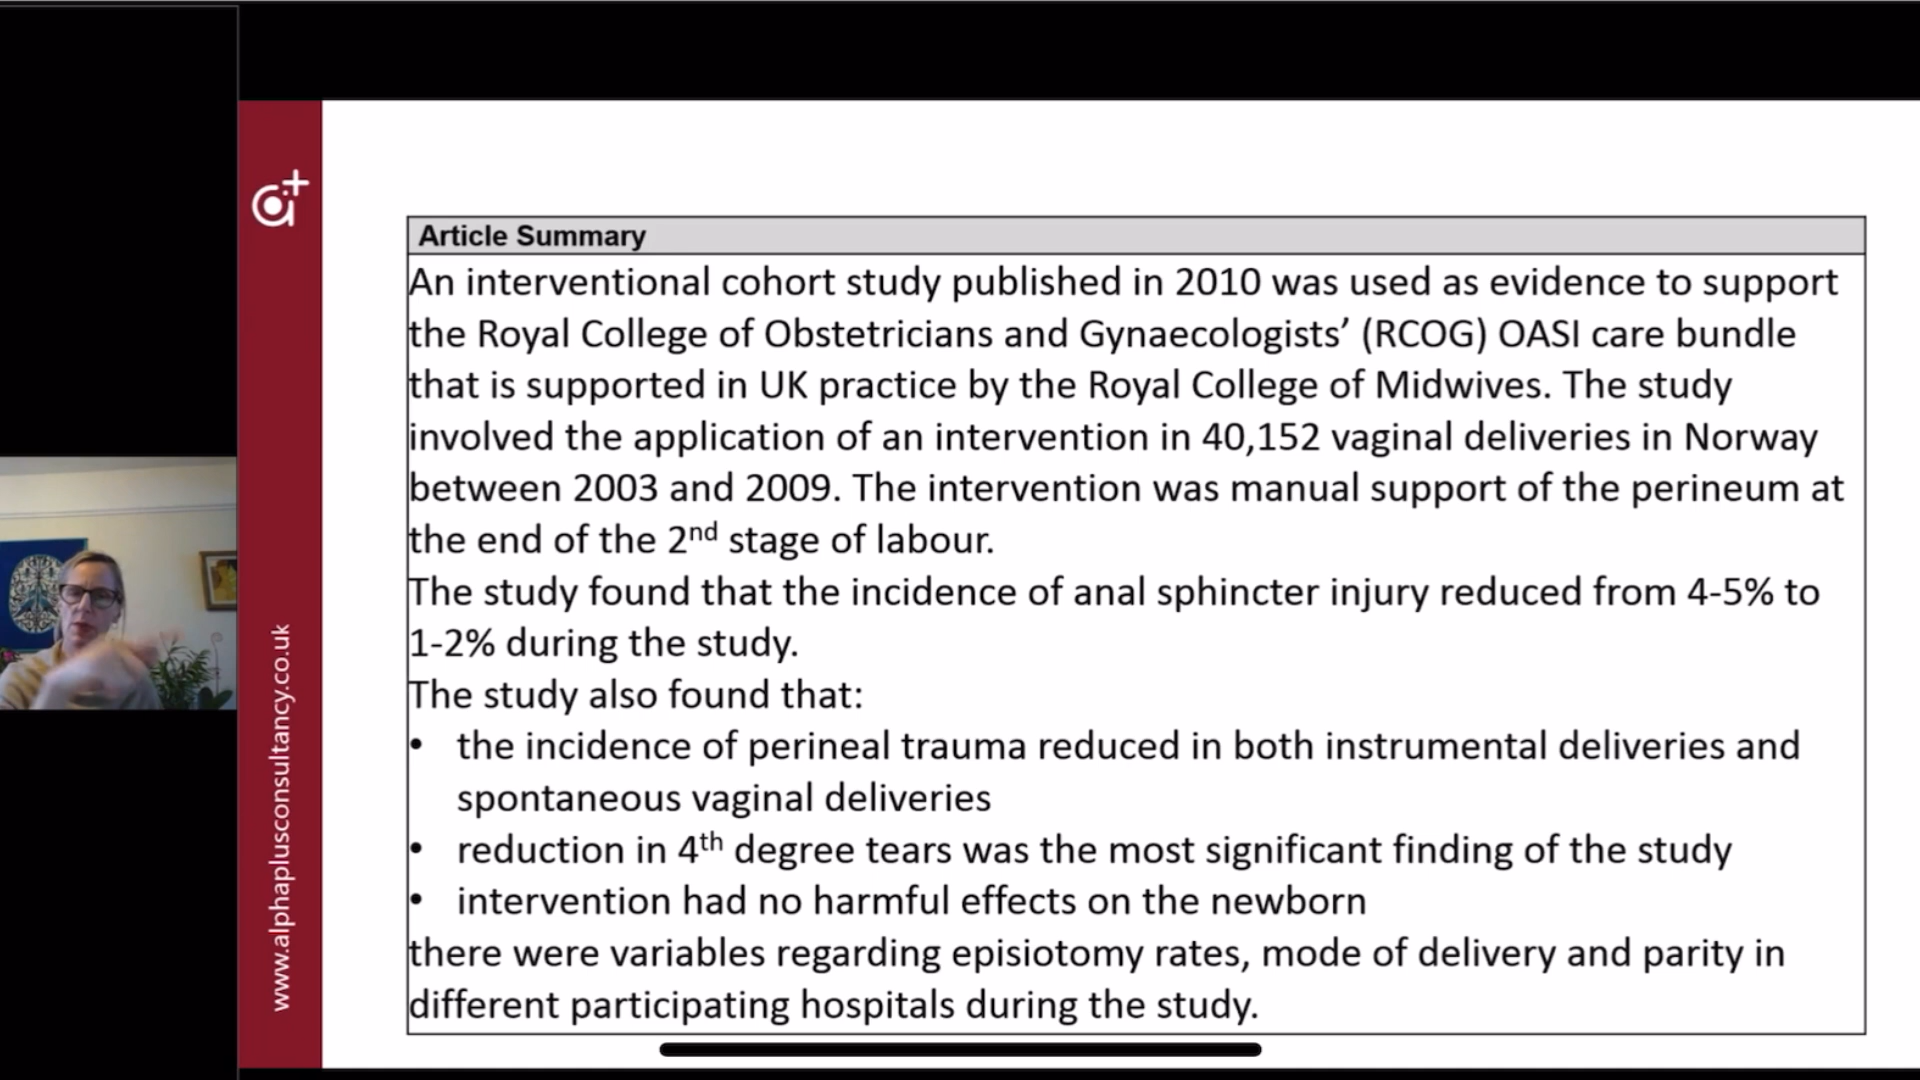 Article Summary
An interventional cohort study published in 2010 was used as evidence to support
the Royal College of Obstetricians and Gynaecologists’ (RCOG) OASI care bundle
that is supported in UK practice by the Royal College of Midwives. The study
involved the application of an intervention in 40,152 vaginal deliveries in Norway
between 2003 and 2009. The intervention was manual support of the perineum at
the end of the 2nd stage of labour.
The study found that the incidence of anal sphincter injury reduced from 4-5% to
1-2% during the study.
The study also found that:
• the incidence of perineal trauma reduced in both instrumental deliveries and
spontaneous vaginal deliveries
• reduction in 4th degree tears was the most significant finding of the study
• intervention had no harmful effects on the newborn
there were variables regarding episiotomy rates, mode of delivery and parity in
different participating hospitals during the study.
www.alphaplusconsultancy.co.uk